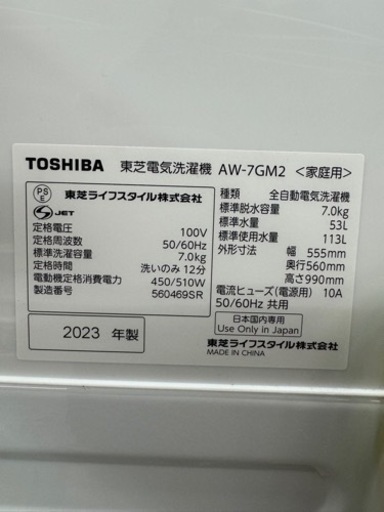 TOSHIBA 東芝電気洗濯機 AW-7GM2 <家庭用>
PS E
東芝ライフスタイル株式会社
JET
定格電圧 100V
定格周波数 50/60Hz
標準洗濯容量 7.0kg
定格時間 洗いのみ 12分
電動機定格消費電力 450/510W
製造番号 560469SR
2023 年製
種類 全自動電気洗濯機
標準脱水容量 7.0kg
標準水量 53L
標準使用水量 113L
外形寸法 幅 555mm
奥行560mm
高さ990mm
電流ヒューズ(電源用) 10A
50/60Hz 共用
日本国内専用
Use Only in Japan
東芝ライフスタイル株式会社
MADE IN CHINA